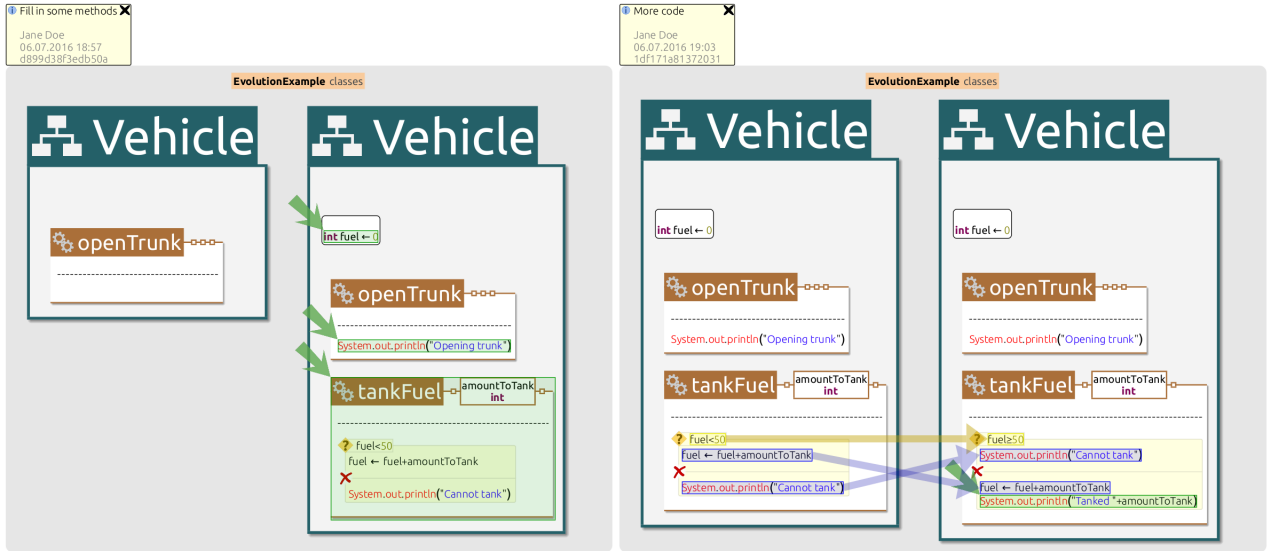 Fill in some methods
Jane Doe
06.07.2016 18:57
d899d38f3edb50a
EvolutionExample classes
Vehicle
openTrunk
Vehicle
int fuel ← 0
openTrunk
System.out.println("Opening trunk")
tankFuel
amountToTank
int
? fuel<50
fuel ← fuel+amountToTank
System.out.println("Cannot tank")
More code
Jane Doe
06.07.2016 19:03
1df171a81372031
EvolutionExample classes
Vehicle
int fuel ← 0
openTrunk
System.out.println("Opening trunk")
tankFuel
amountToTank
int
? fuel<50
fuel ← fuel+amountToTank
System.out.println("Cannot tank")
Vehicle
int fuel ← 0
openTrunk
System.out.println("Opening trunk")
tankFuel
amountToTank
int
? fuel≥50
System.out.println("Cannot tank")
fuel ← fuel+amountToTank
System.out.println("Tanked "+amountToTank)